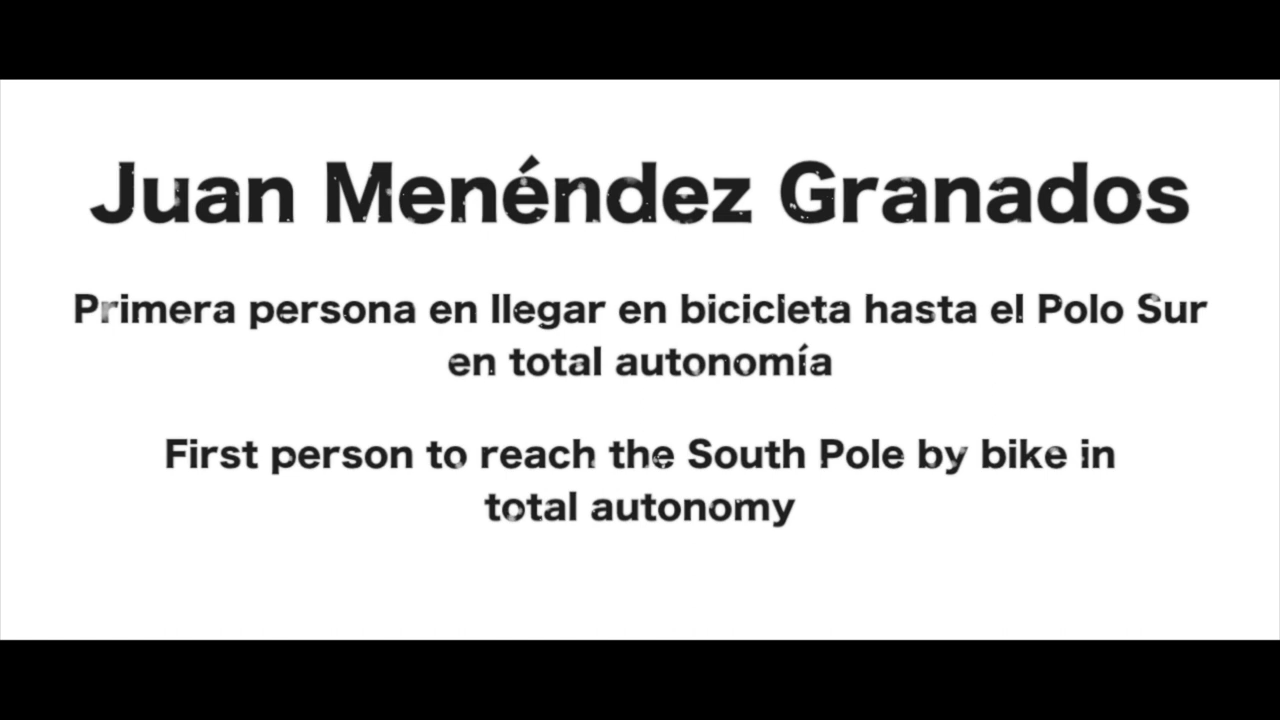 Juan Menéndez Granados
Primera persona en llegar en bicicleta hasta el Polo Sur
en total autonomía
First person to reach the South Pole by bike in
total autonomy